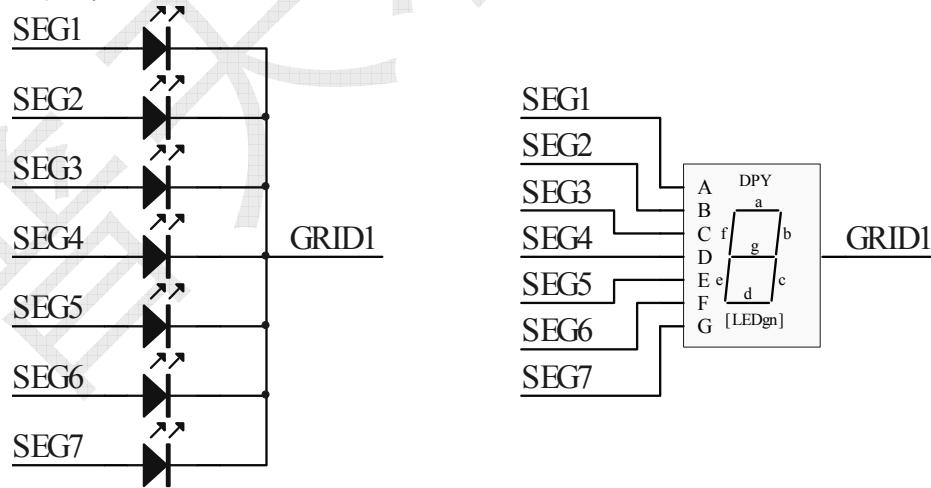 SEG1
SEG2
SEG3
SEG4
SEG5
SEG6
SEG7
GRID1
SEG1
SEG2
SEG3
SEG4
SEG5
SEG6
SEG7
A
B
C
D
E
F
G
DPY
a
f
b
g
e
c
d
[LEDgn]
GRID1